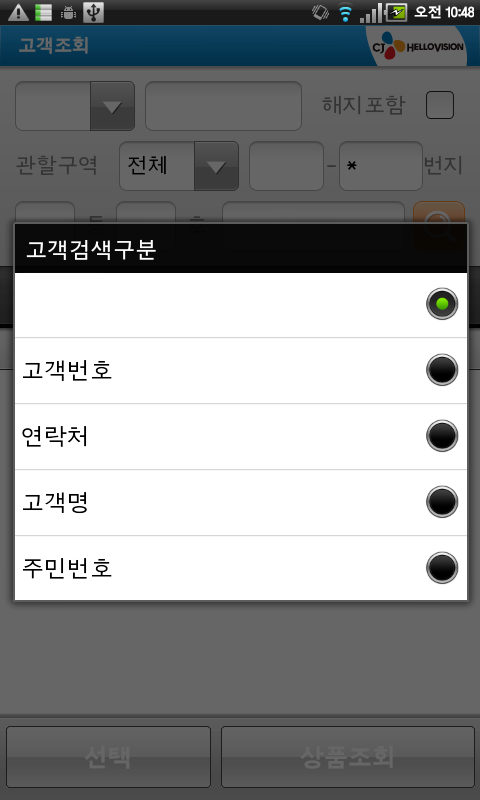 오전 10:48
고객조회
CJ HELLOVISION
해지포함
관할구역 전체 - * 번지
고객검색구분
고객번호
연락처
고객명
주민번호
선택 상품조회